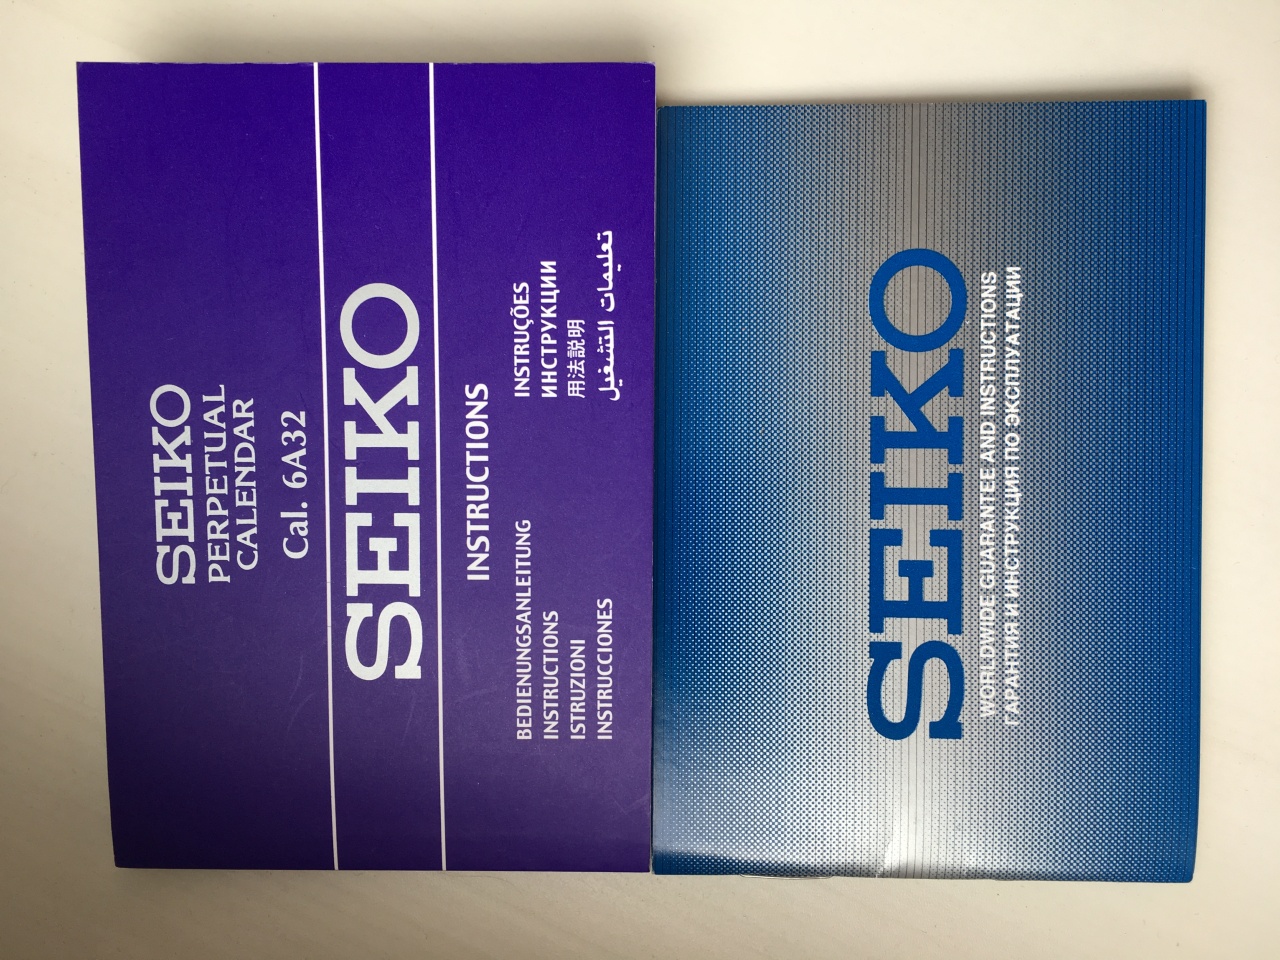 SEIKO
PERPETUAL
CALENDAR
Cal. 6A32
SEIKO
INSTRUCTIONS
BEDIENUNGSANLEITUNG
INSTRUCTIONS
ISTRUZIONI
INSTRUCCIONES
INSTRUÇÕES
ИНСТРУКЦИИ
用法説明
تعليمات التشغيل
SEIKO
WORLDWIDE GUARANTEE AND INSTRUCTIONS
ГАРАНТИЯ И ИНСТРУКЦИЯ ПО ЭКСПЛУАТАЦИИ